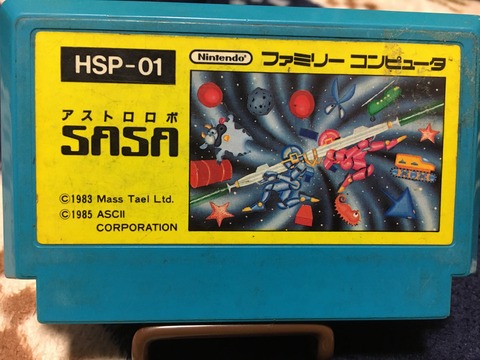 HSP-01
Nintendo®
ファミリー コンピュータ
アストロロボ
SASA
©1983 Mass Tael Ltd.
©1985 ASCII
CORPORATION